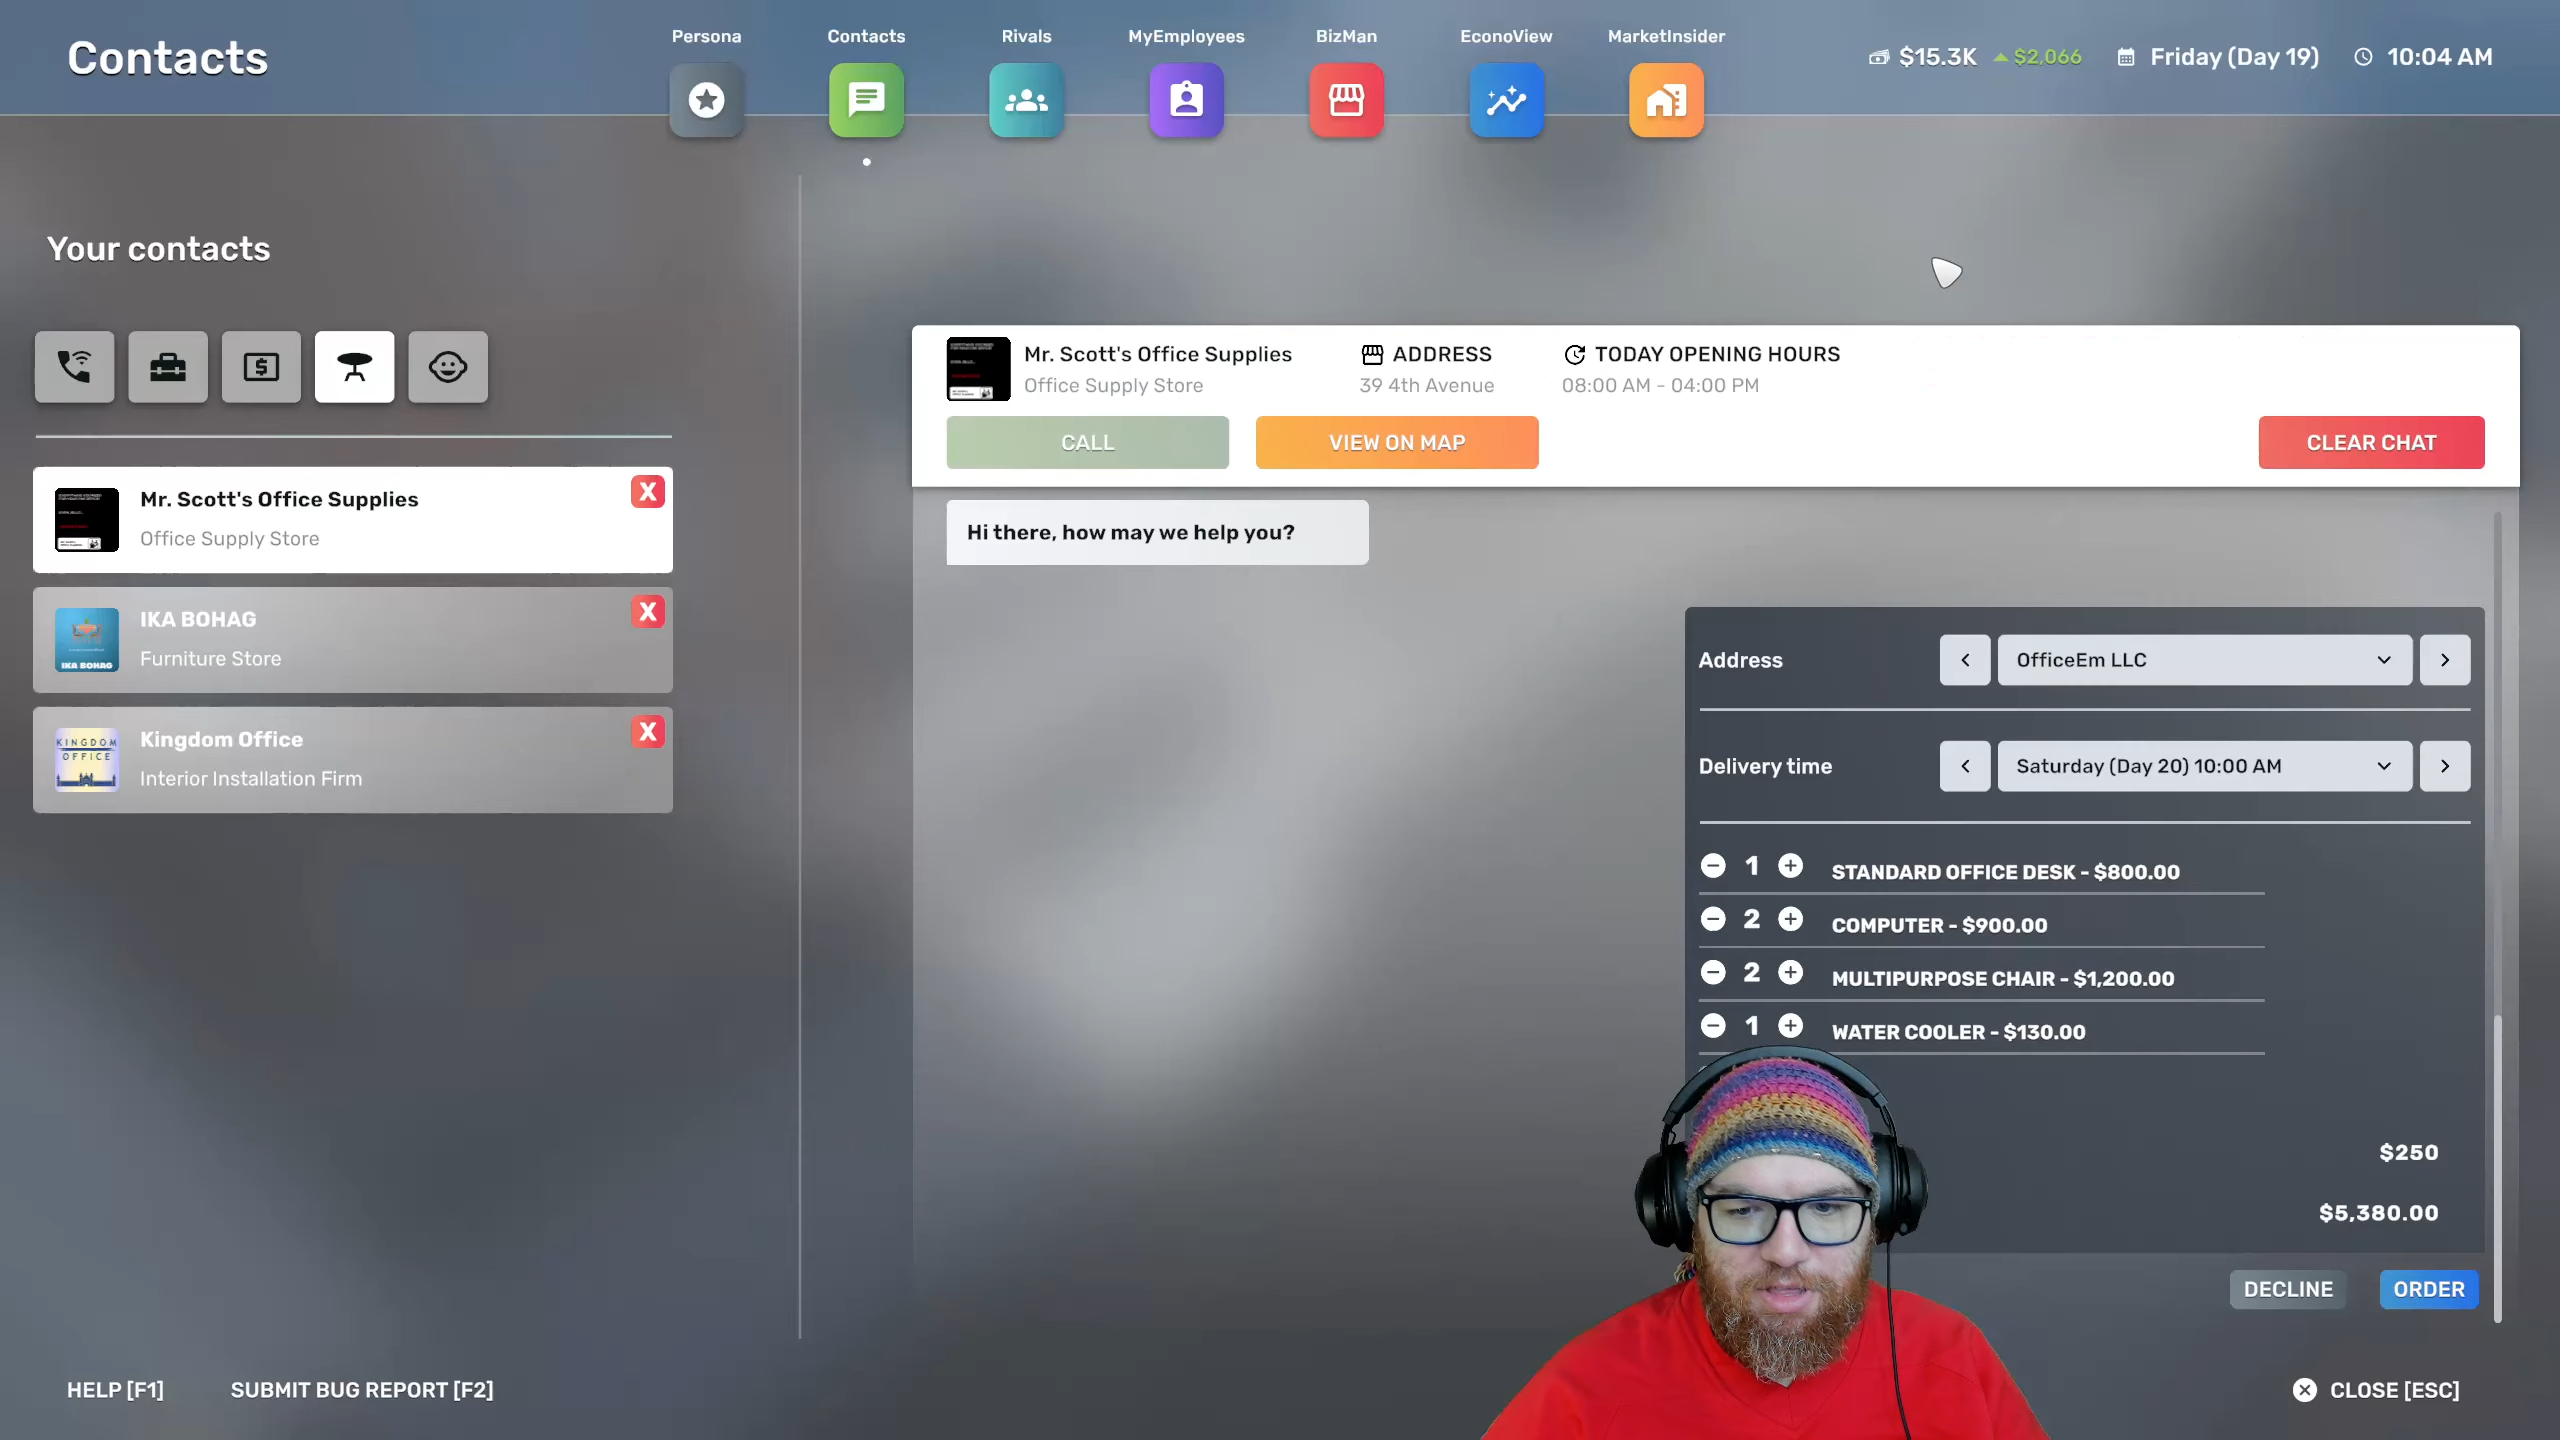 Contacts
Persona
Contacts
Rivals
MyEmployees
BizMan
EconoView
MarketInsider
$15.3K
$2,066
Friday (Day 19)
10:04 AM
Your contacts
Mr. Scott's Office Supplies
Office Supply Store
X
IKA BOHAG
Furniture Store
X
IKA BOHAG
Kingdom Office
Interior Installation Firm
X
KINGDOM
OFFICE
Mr. Scott's Office Supplies
Office Supply Store
ADDRESS
39 4th Avenue
TODAY OPENING HOURS
08:00 AM - 04:00 PM
CALL
VIEW ON MAP
CLEAR CHAT
Hi there, how may we help you?
Address
OfficeEm LLC
Delivery time
Saturday (Day 20) 10:00 AM
1 STANDARD OFFICE DESK - $800.00
2 COMPUTER - $900.00
2 MULTIPURPOSE CHAIR - $1,200.00
1 WATER COOLER - $130.00
$250
$5,380.00
DECLINE
ORDER
HELP [F1]
SUBMIT BUG REPORT [F2]
CLOSE [ESC]